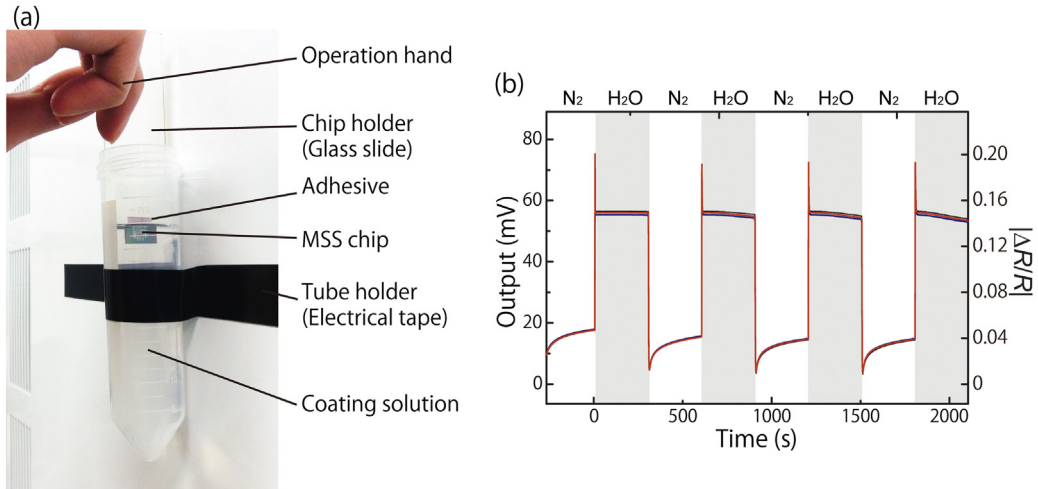 (a)
Operation hand
Chip holder
(Glass slide)
Adhesive
MSS chip
Tube holder
(Electrical tape)
Coating solution
(b)
N₂ H₂O N₂ H₂O N₂ H₂O N₂ H₂O
80
60
40
20
0
Output (mV)
0.20
0.16
0.12
0.08
0.04
0
|ΔR/R|
0 500 1000 1500 2000
Time (s)